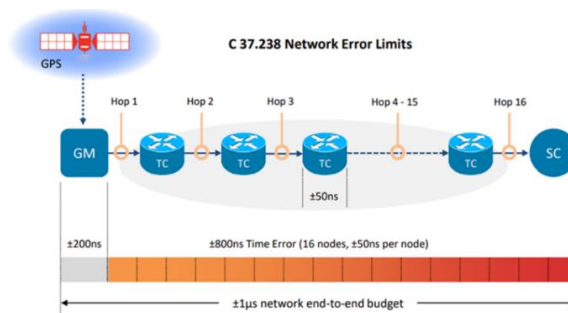 C 37.238 Network Error Limits
GPS
Hop 1
Hop 2
Hop 3
Hop 4 - 15
Hop 16
GM
TC
TC
TC
TC
SC
±50ns
±200ns
±800ns Time Error (16 nodes, ±50ns per node)
±1μs network end-to-end budget